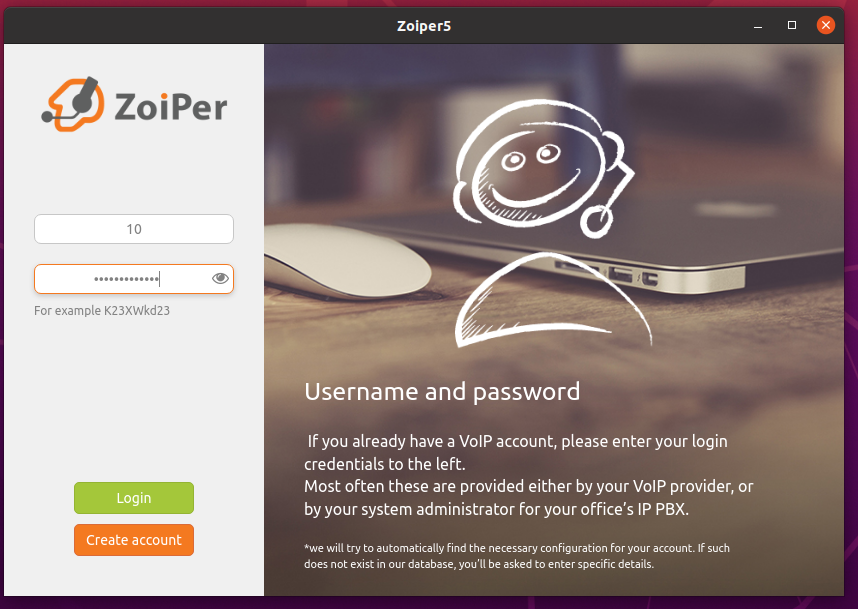 Zoiper5
ZoiPer
10
•••••••••••••
For example K23XWkd23
Login
Create account
Username and password
If you already have a VoIP account, please enter your login
credentials to the left.
Most often these are provided either by your VoIP provider, or
by your system administrator for your office's IP PBX.
*we will try to automatically find the necessary configuration for your account. If such
does not exist in our database, you'll be asked to enter specific details.